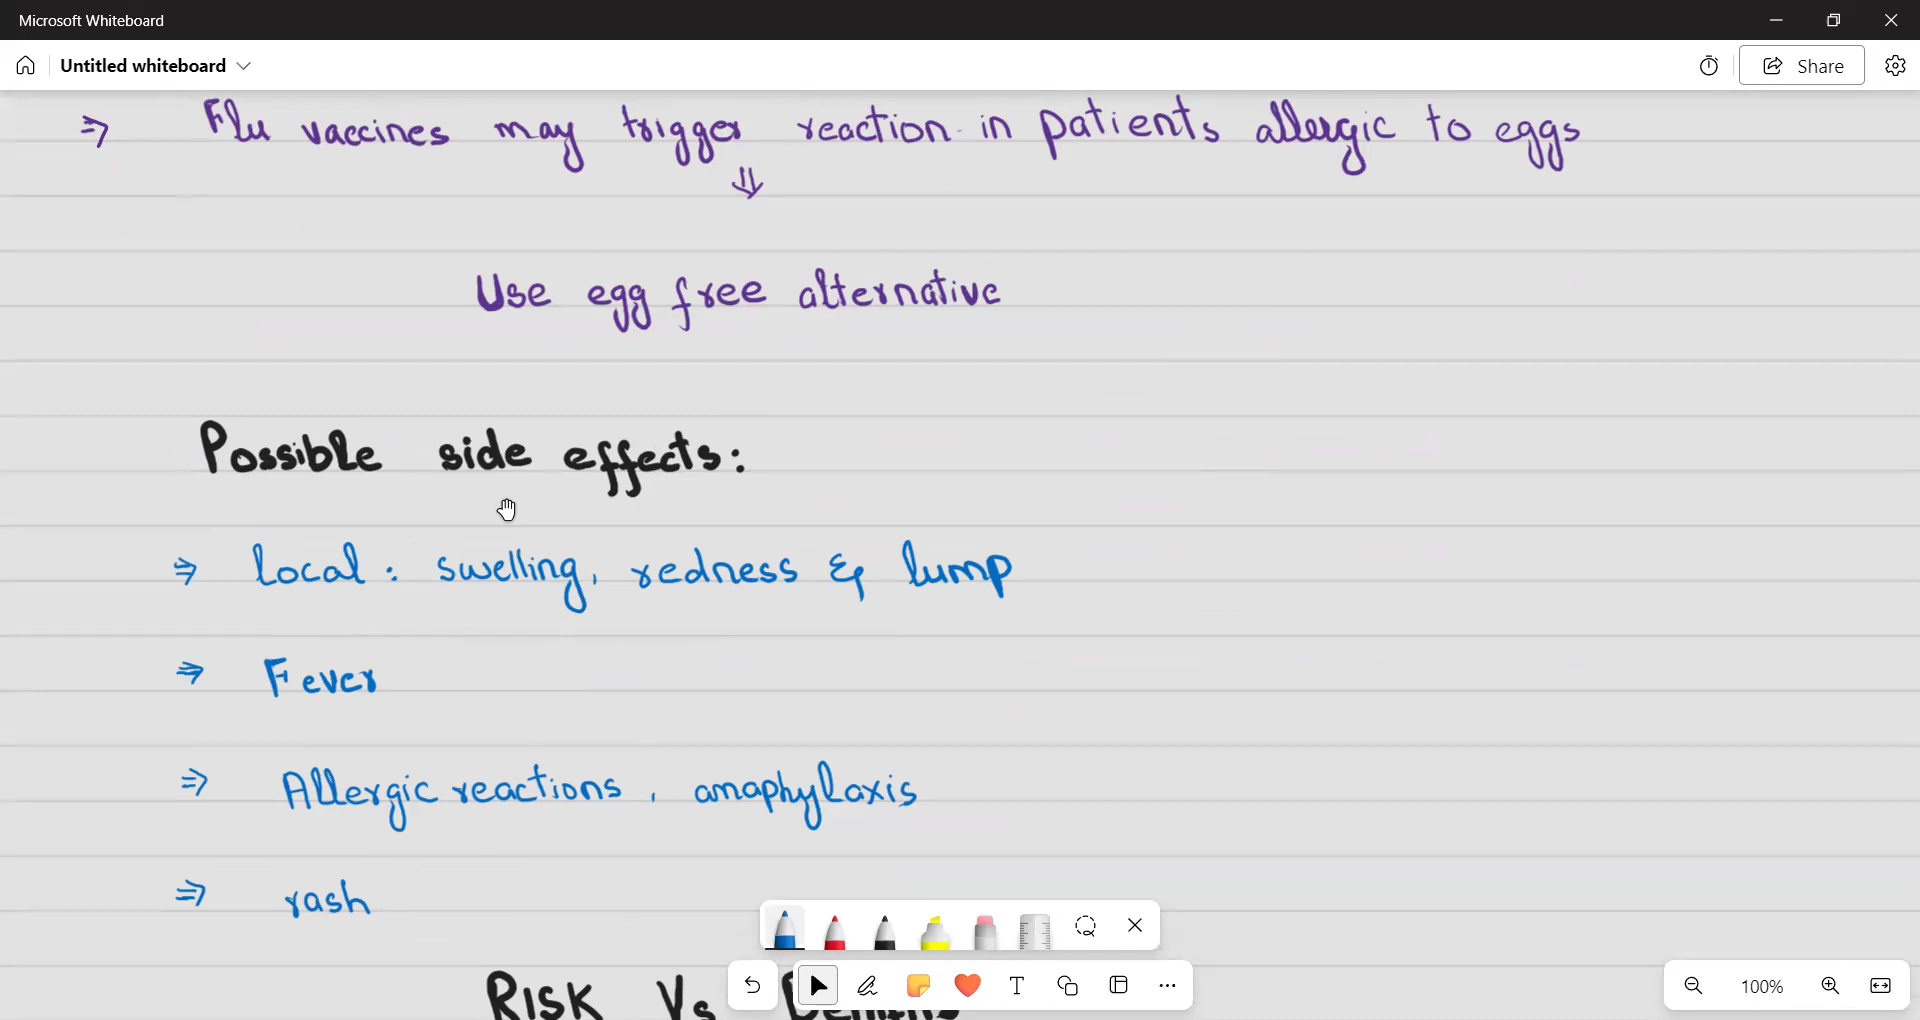 Microsoft Whiteboard
Untitled whiteboard
Share
⇒ Flu vaccines may trigger reaction in patients allergic to eggs
⇓
Use egg free alternative
Possible side effects:
⇒ local : swelling, redness & lump
⇒ Fever
⇒ Allergic reactions, anaphylaxis
⇒ rash
RISK Vs Benifits
100%